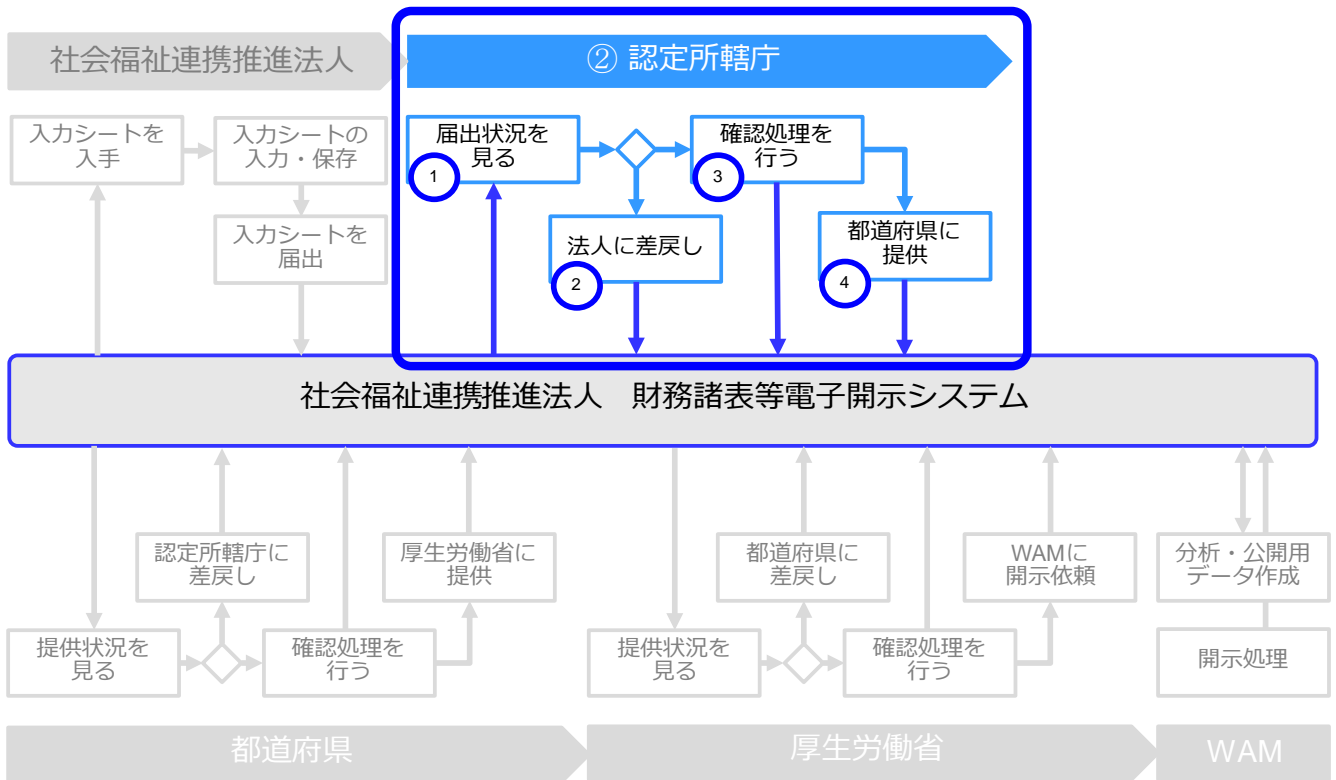 社会福祉連携推進法人
② 認定所轄庁
入力シートを
入手
入力シートの
入力・保存
入力シートを
届出
届出状況を
見る
1
法人に差戻し
2
確認処理を
行う
3
都道府県に
提供
4
社会福祉連携推進法人　財務諸表等電子開示システム
提供状況を
見る
認定所轄庁に
差戻し
確認処理を
行う
厚生労働省に
提供
提供状況を
見る
都道府県に
差戻し
確認処理を
行う
WAMに
開示依頼
分析・公開用
データ作成
開示処理
都道府県
厚生労働省
WAM